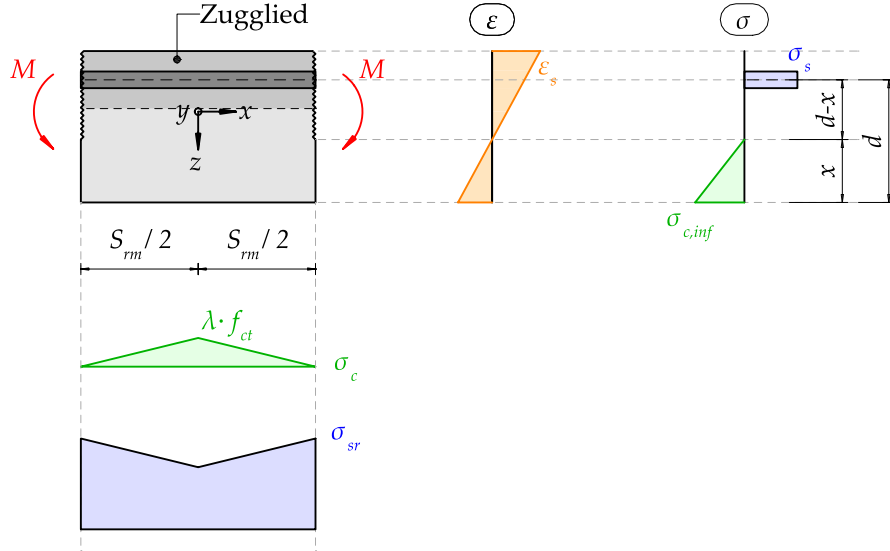 Zugglied
ε
σ
M
M
ε_s
σ_s
y
x
z
d-x
x
d
σ_c,inf
S_rm / 2
S_rm / 2
λ · f_ct
σ_c
σ_sr